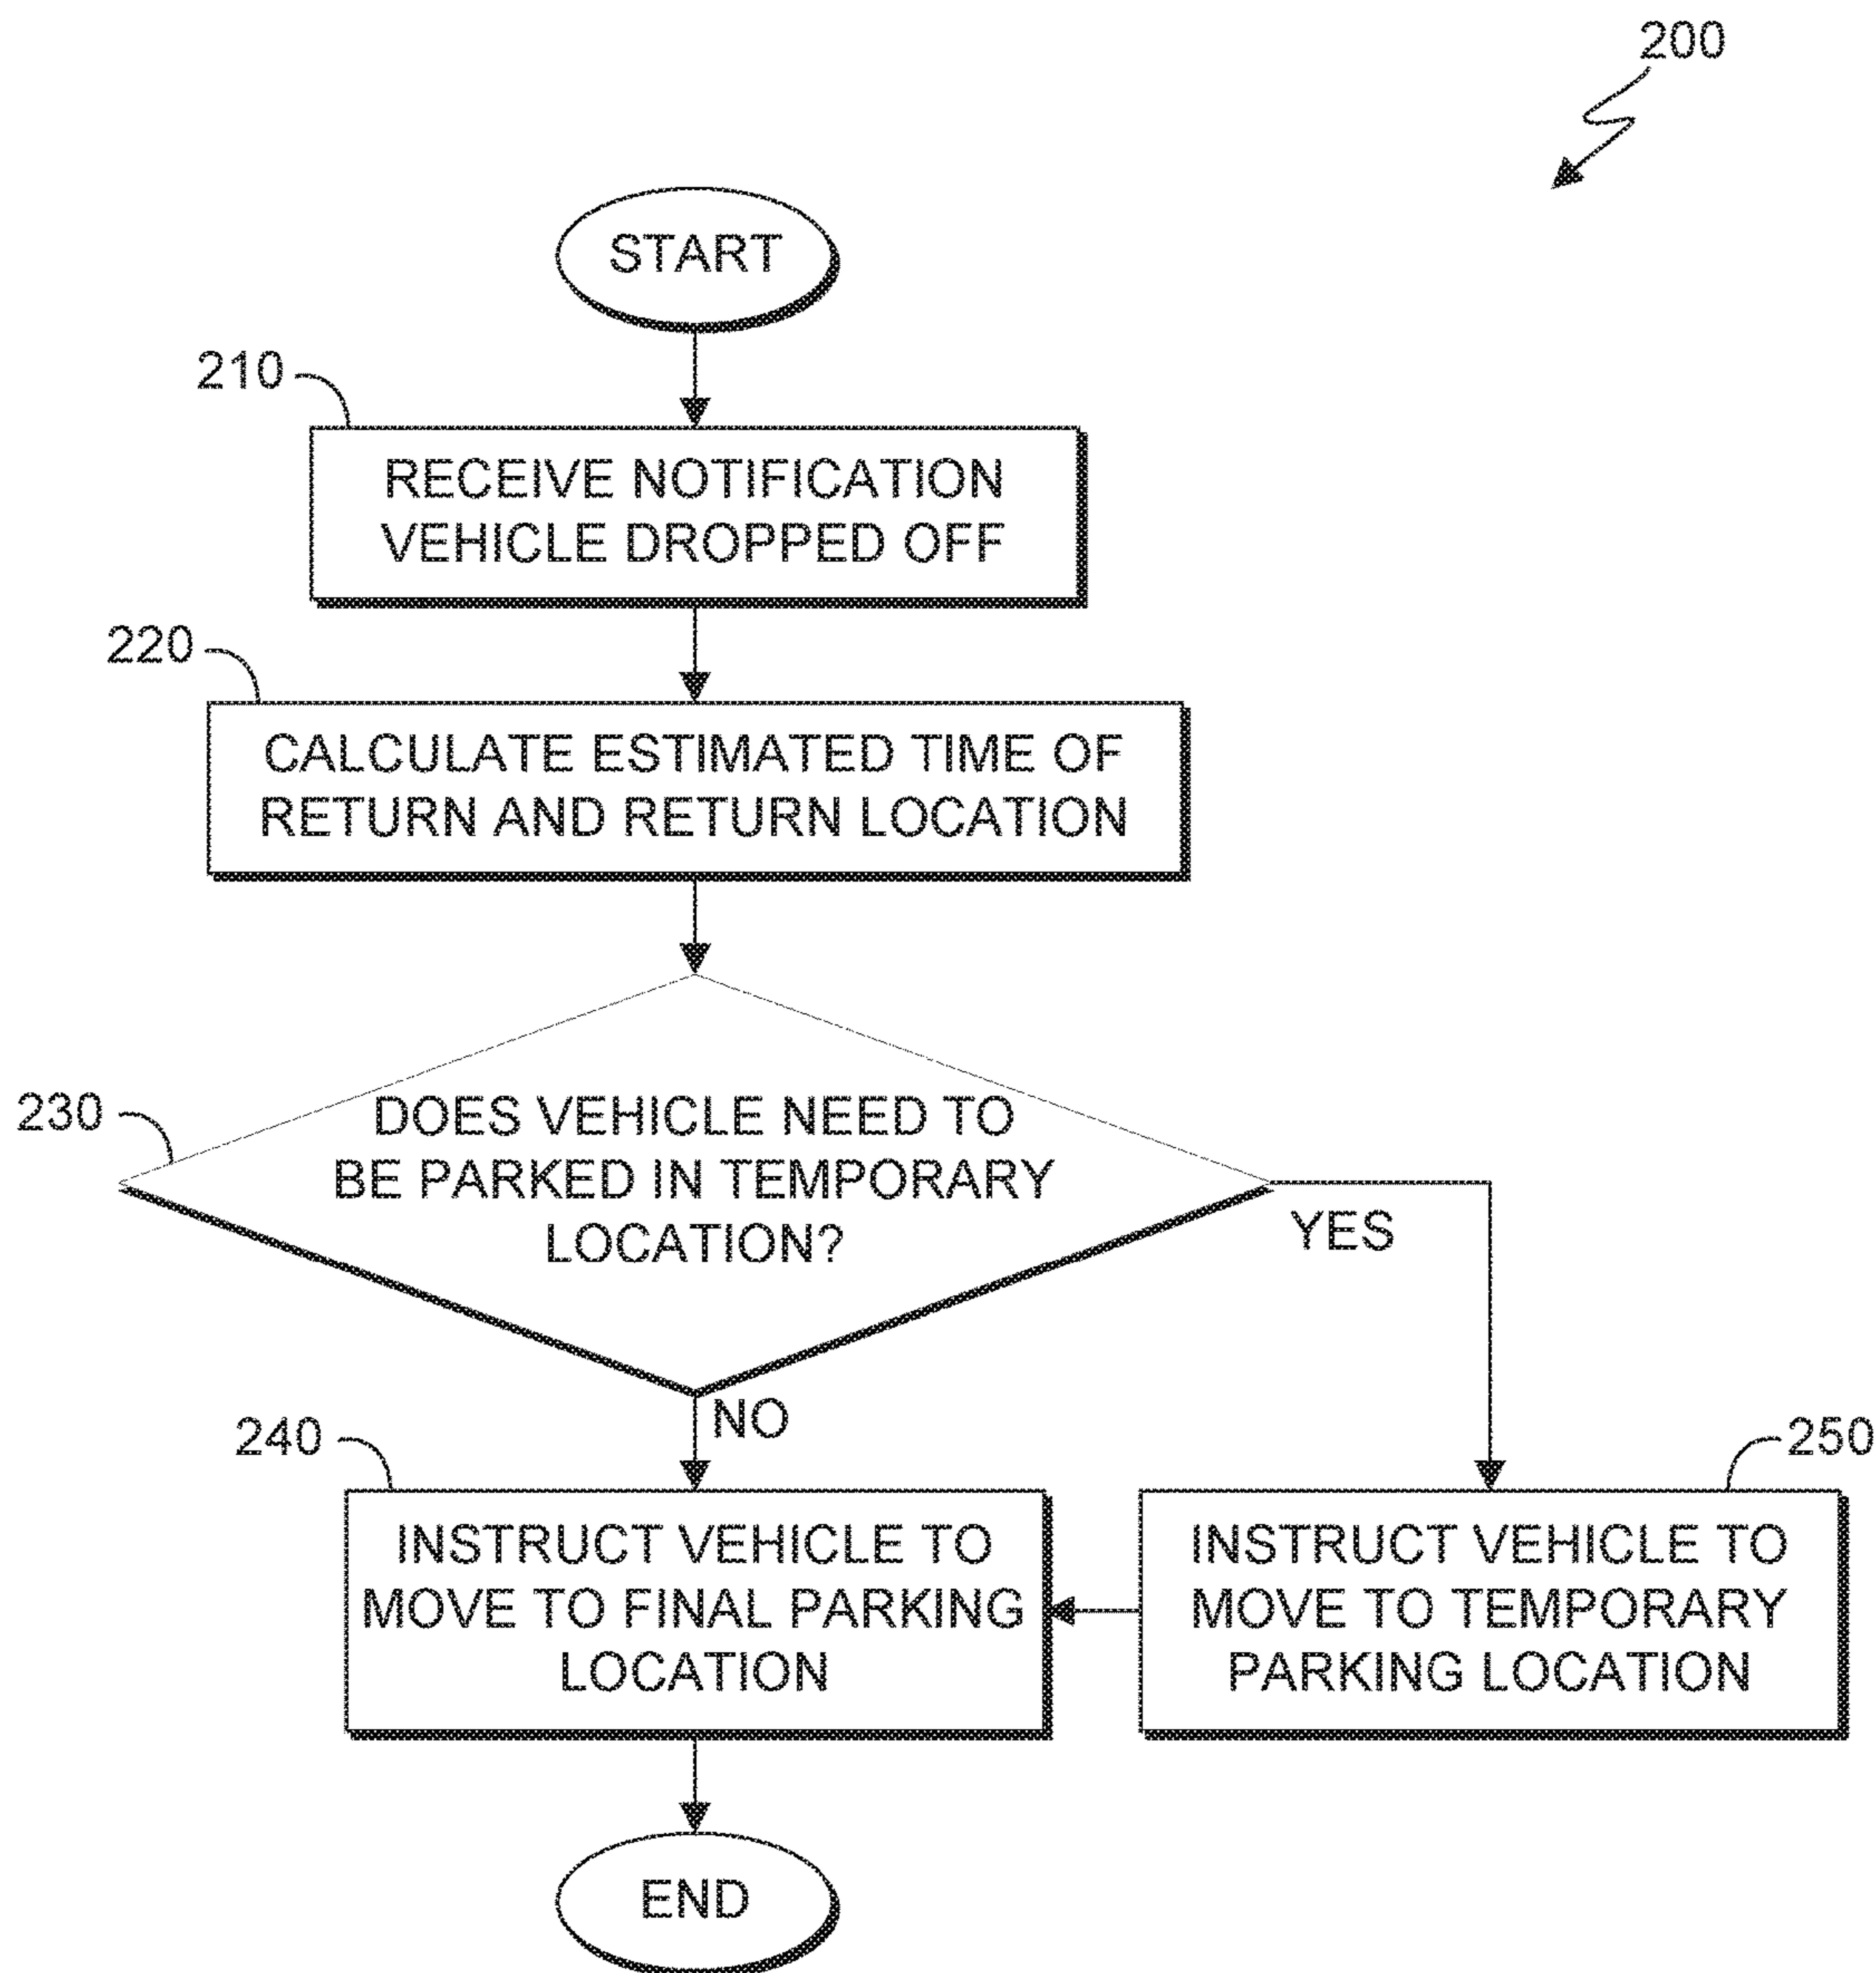 200
START
210
RECEIVE NOTIFICATION
VEHICLE DROPPED OFF
220
CALCULATE ESTIMATED TIME OF
RETURN AND RETURN LOCATION
230
DOES VEHICLE NEED TO
BE PARKED IN TEMPORARY
LOCATION?
YES
NO
240
INSTRUCT VEHICLE TO
MOVE TO FINAL PARKING
LOCATION
250
INSTRUCT VEHICLE TO
MOVE TO TEMPORARY
PARKING LOCATION
END